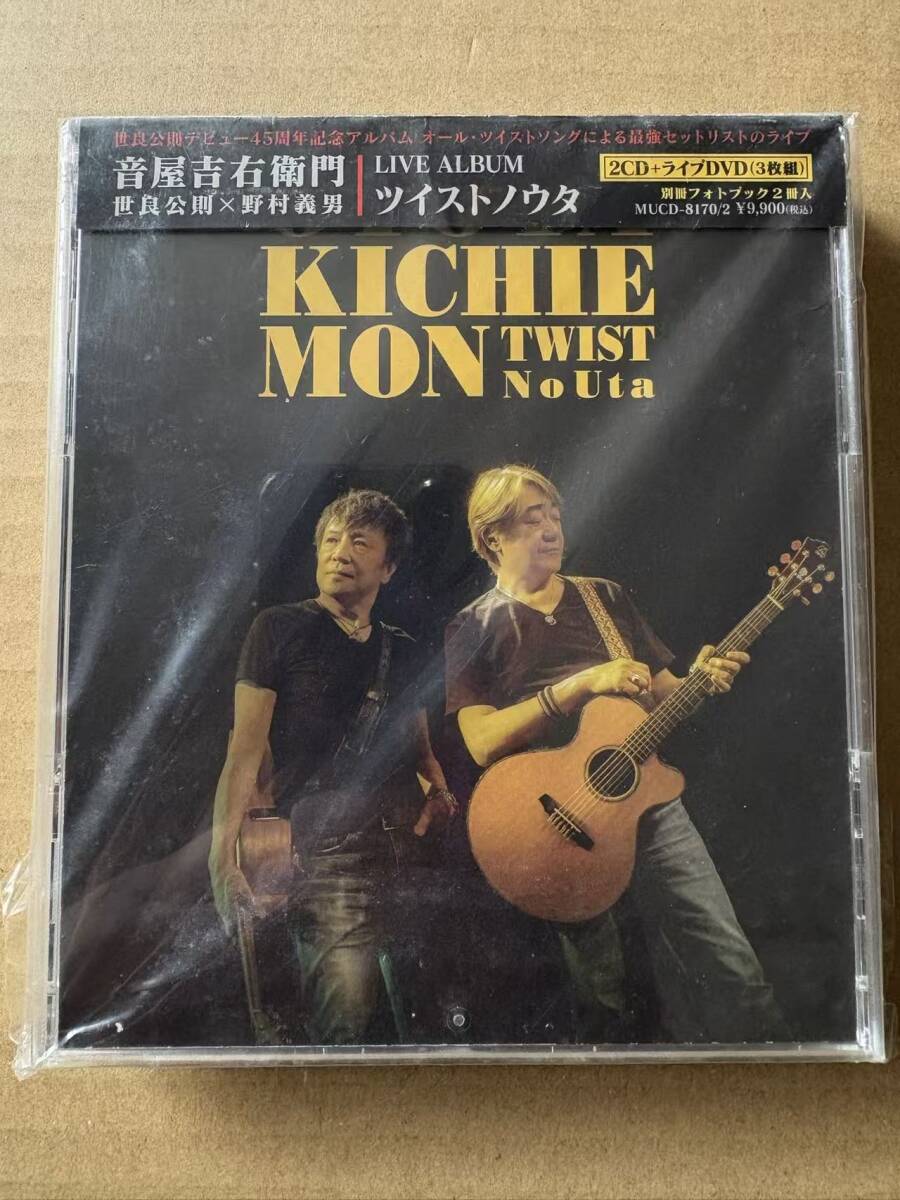 世良公則デビュー45周年記念アルバム オール・ツイストソングによる最強セットリストのライブ
音屋吉右衛門
世良公則×野村義男
LIVE ALBUM
ツイストノウタ
2CD+ライブDVD(3枚組)
別冊フォトブック2冊入
MUCD-8170/2 ¥9,900(税込)
KICHIE
MON TWIST
No Uta